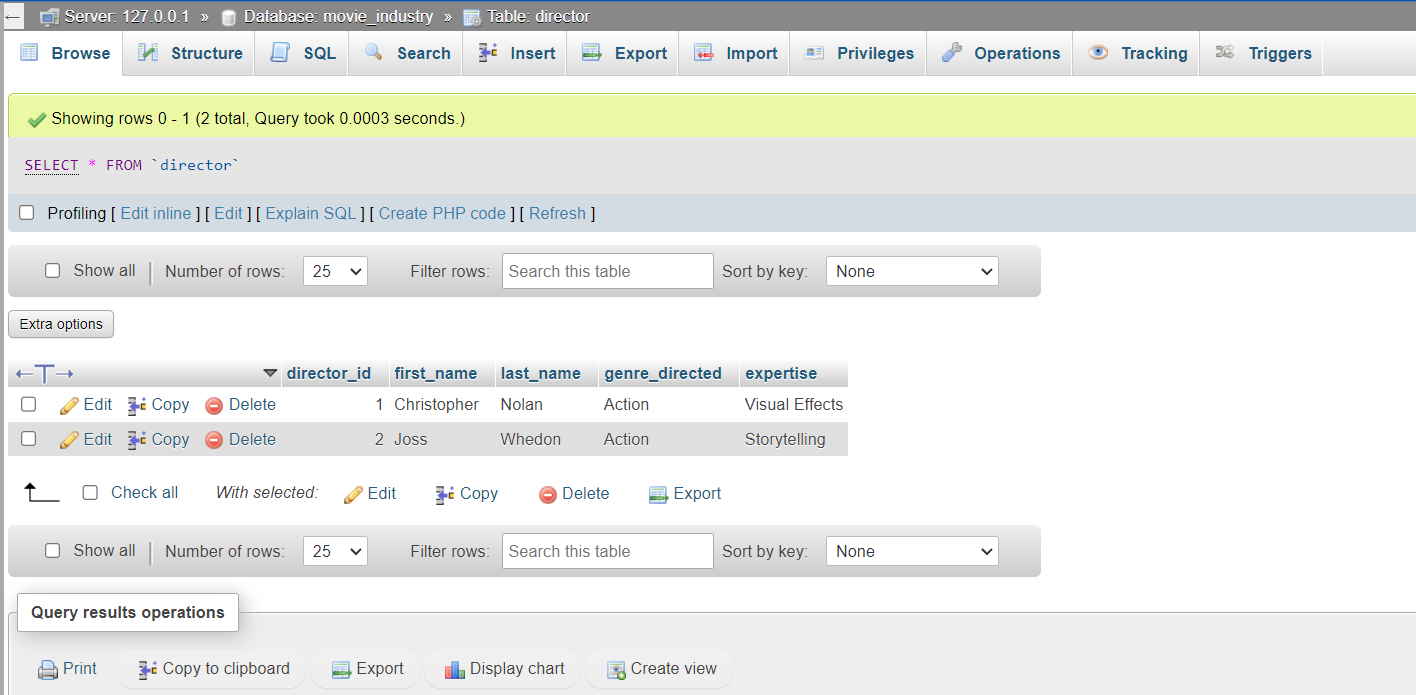 Server: 127.0.0.1 » Database: movie_industry » Table: director
Browse Structure SQL Search Insert Export Import Privileges Operations Tracking Triggers
Showing rows 0 - 1 (2 total, Query took 0.0003 seconds.)
SELECT * FROM `director`
Profiling [ Edit inline ] [ Edit ] [ Explain SQL ] [ Create PHP code ] [ Refresh ]
Show all | Number of rows: 25 Filter rows: Search this table Sort by key: None
Extra options
←T→ director_id first_name last_name genre_directed expertise
Edit Copy Delete 1 Christopher Nolan Action Visual Effects
Edit Copy Delete 2 Joss Whedon Action Storytelling
Check all With selected: Edit Copy Delete Export
Show all | Number of rows: 25 Filter rows: Search this table Sort by key: None
Query results operations
Print Copy to clipboard Export Display chart Create view